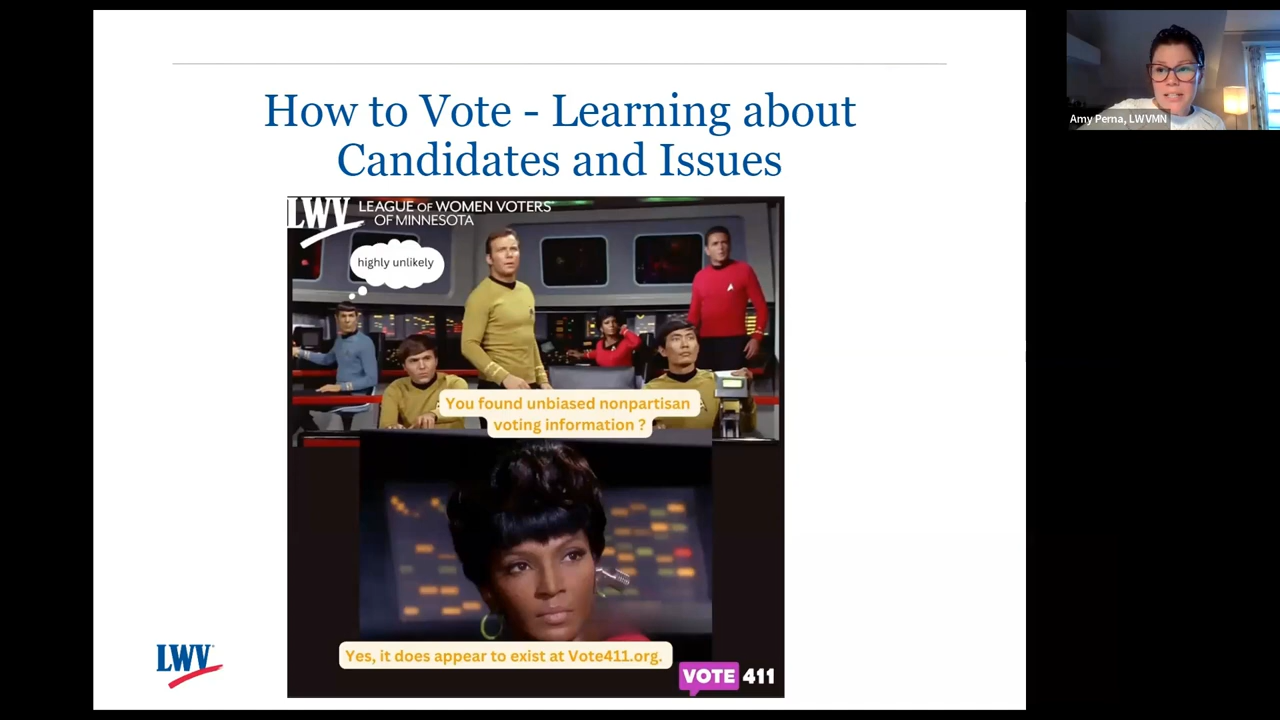 How to Vote - Learning about
Candidates and Issues
LWV LEAGUE OF WOMEN VOTERS®
OF MINNESOTA
highly unlikely
You found unbiased nonpartisan
voting information ?
Yes, it does appear to exist at Vote411.org.
VOTE 411
LWV
Amy Perna, LWVMN